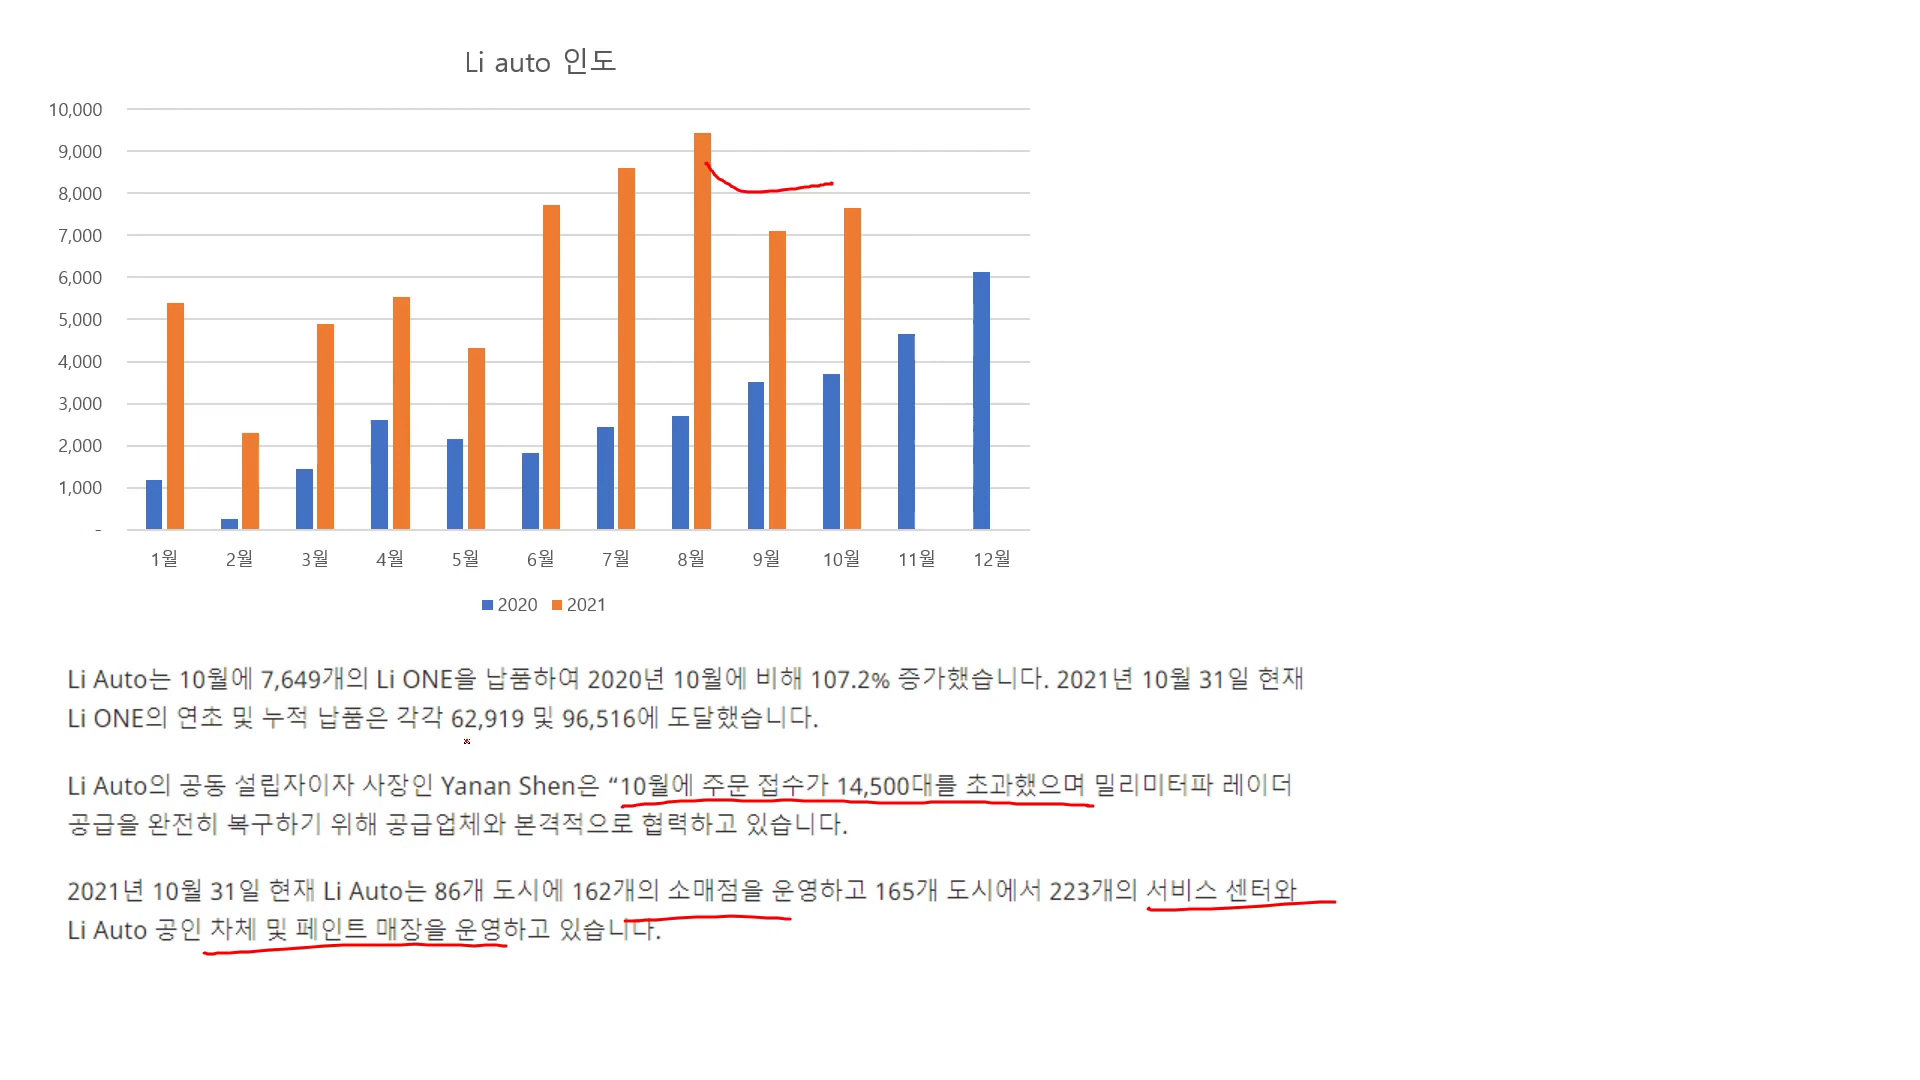 Li auto 인도
10,000
9,000
8,000
7,000
6,000
5,000
4,000
3,000
2,000
1,000
-
1월 2월 3월 4월 5월 6월 7월 8월 9월 10월 11월 12월
2020 2021
Li Auto는 10월에 7,649개의 Li ONE을 납품하여 2020년 10월에 비해 107.2% 증가했습니다. 2021년 10월 31일 현재
Li ONE의 연초 및 누적 납품은 각각 62,919 및 96,516에 도달했습니다.
Li Auto의 공동 설립자이자 사장인 Yanan Shen은 “10월에 주문 접수가 14,500대를 초과했으며 밀리미터파 레이더
공급을 완전히 복구하기 위해 공급업체와 본격적으로 협력하고 있습니다.
2021년 10월 31일 현재 Li Auto는 86개 도시에 162개의 소매점을 운영하고 165개 도시에서 223개의 서비스 센터와
Li Auto 공인 차체 및 페인트 매장을 운영하고 있습니다.